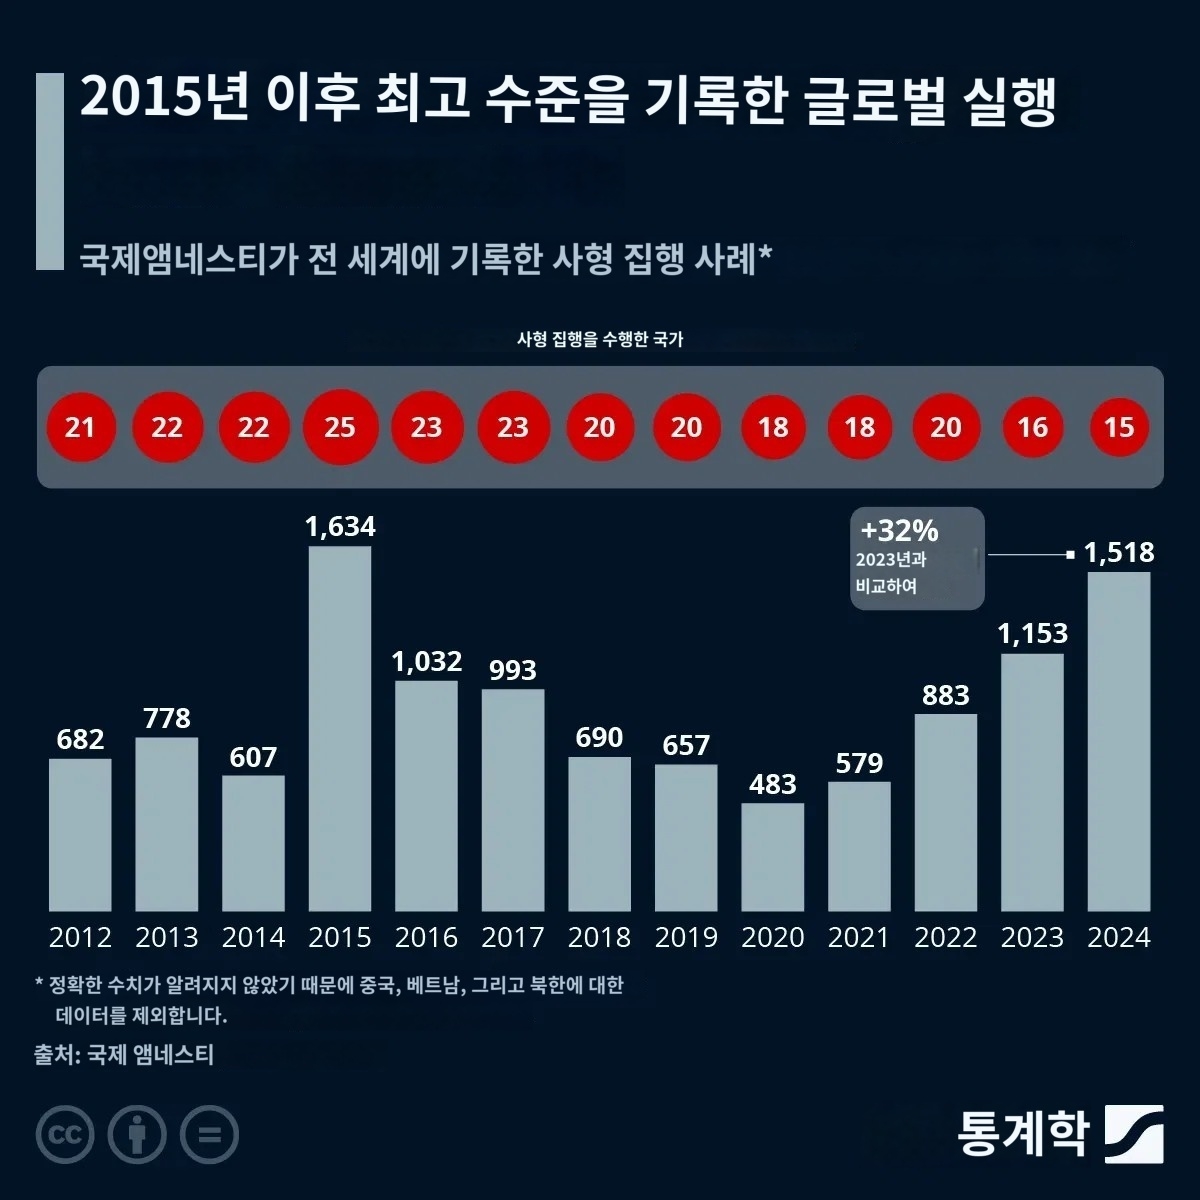 2015년 이후 최고 수준을 기록한 글로벌 실행
국제앰네스티가 전 세계에 기록한 사형 집행 사례*
사형 집행을 수행한 국가
21 22 22 25 23 23 20 20 18 18 20 16 15
1,634
+32%
2023년과
비교하여
1,518
1,153
1,032
993
883
778
682
690
657
607
579
483
2012 2013 2014 2015 2016 2017 2018 2019 2020 2021 2022 2023 2024
* 정확한 수치가 알려지지 않았기 때문에 중국, 베트남, 그리고 북한에 대한
데이터를 제외합니다.
출처: 국제 앰네스티
cc
통계학